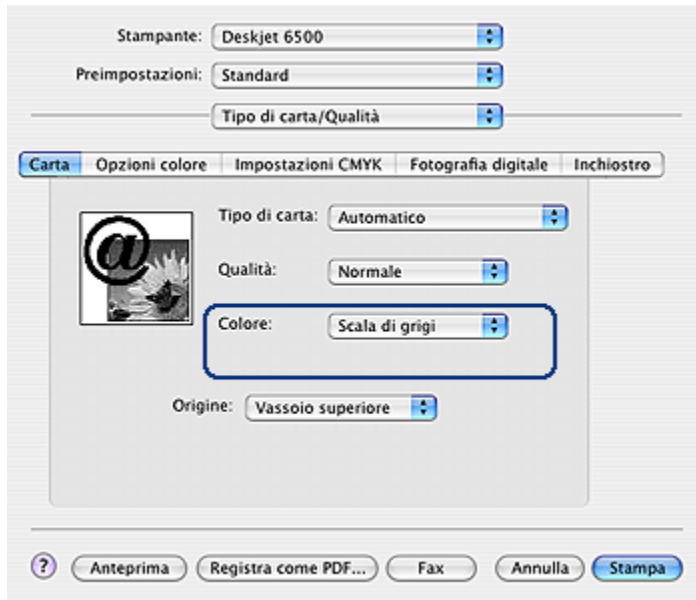 Stampante: Deskjet 6500
Preimpostazioni: Standard
Tipo di carta/Qualità
Carta Opzioni colore Impostazioni CMYK Fotografia digitale Inchiostro
Tipo di carta: Automatico
@
Qualità: Normale
Colore: Scala di grigi
Origine: Vassoio superiore
? Anteprima Registra come PDF... Fax Annulla Stampa